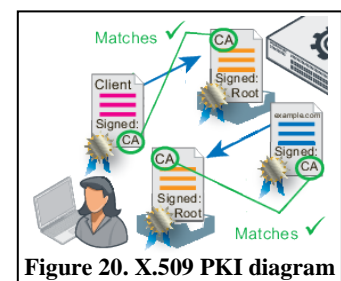 Matches ✓
CA
Signed:
Root
Client
Signed:
CA
example.com
Signed:
CA
CA
Signed:
Root
Matches ✓
Figure 20. X.509 PKI diagram